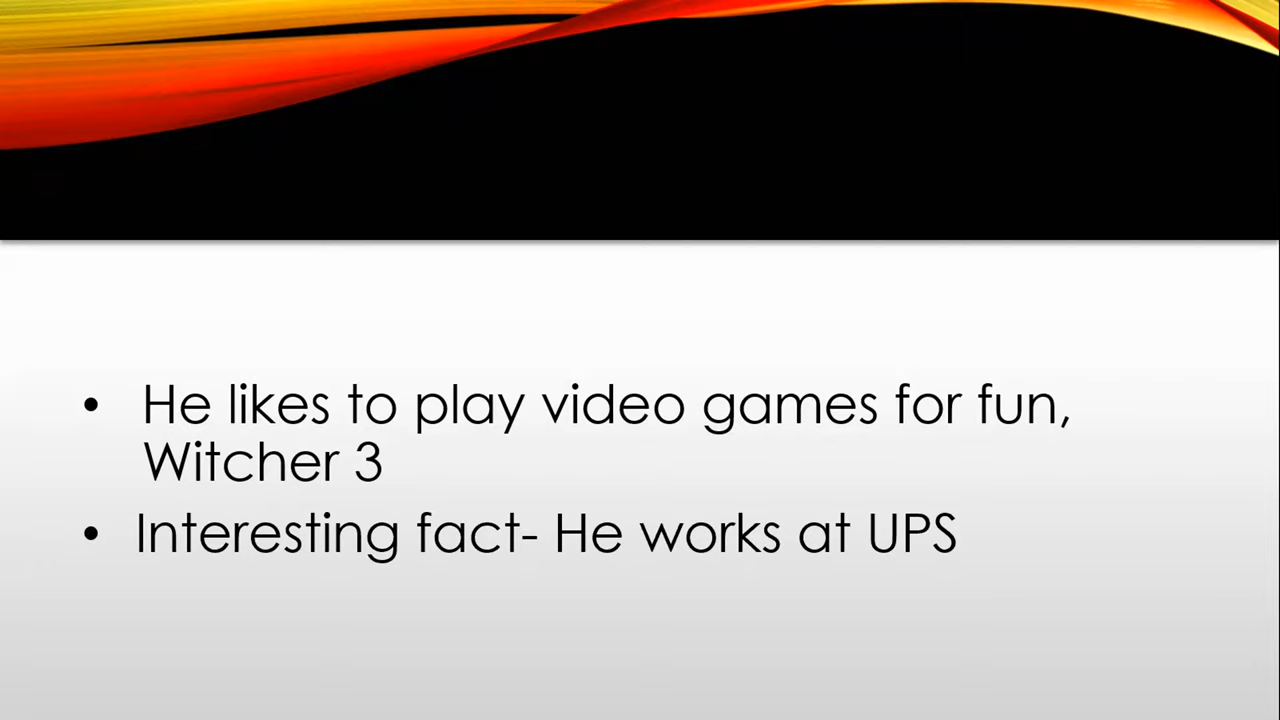 • He likes to play video games for fun,
Witcher 3
• Interesting fact- He works at UPS